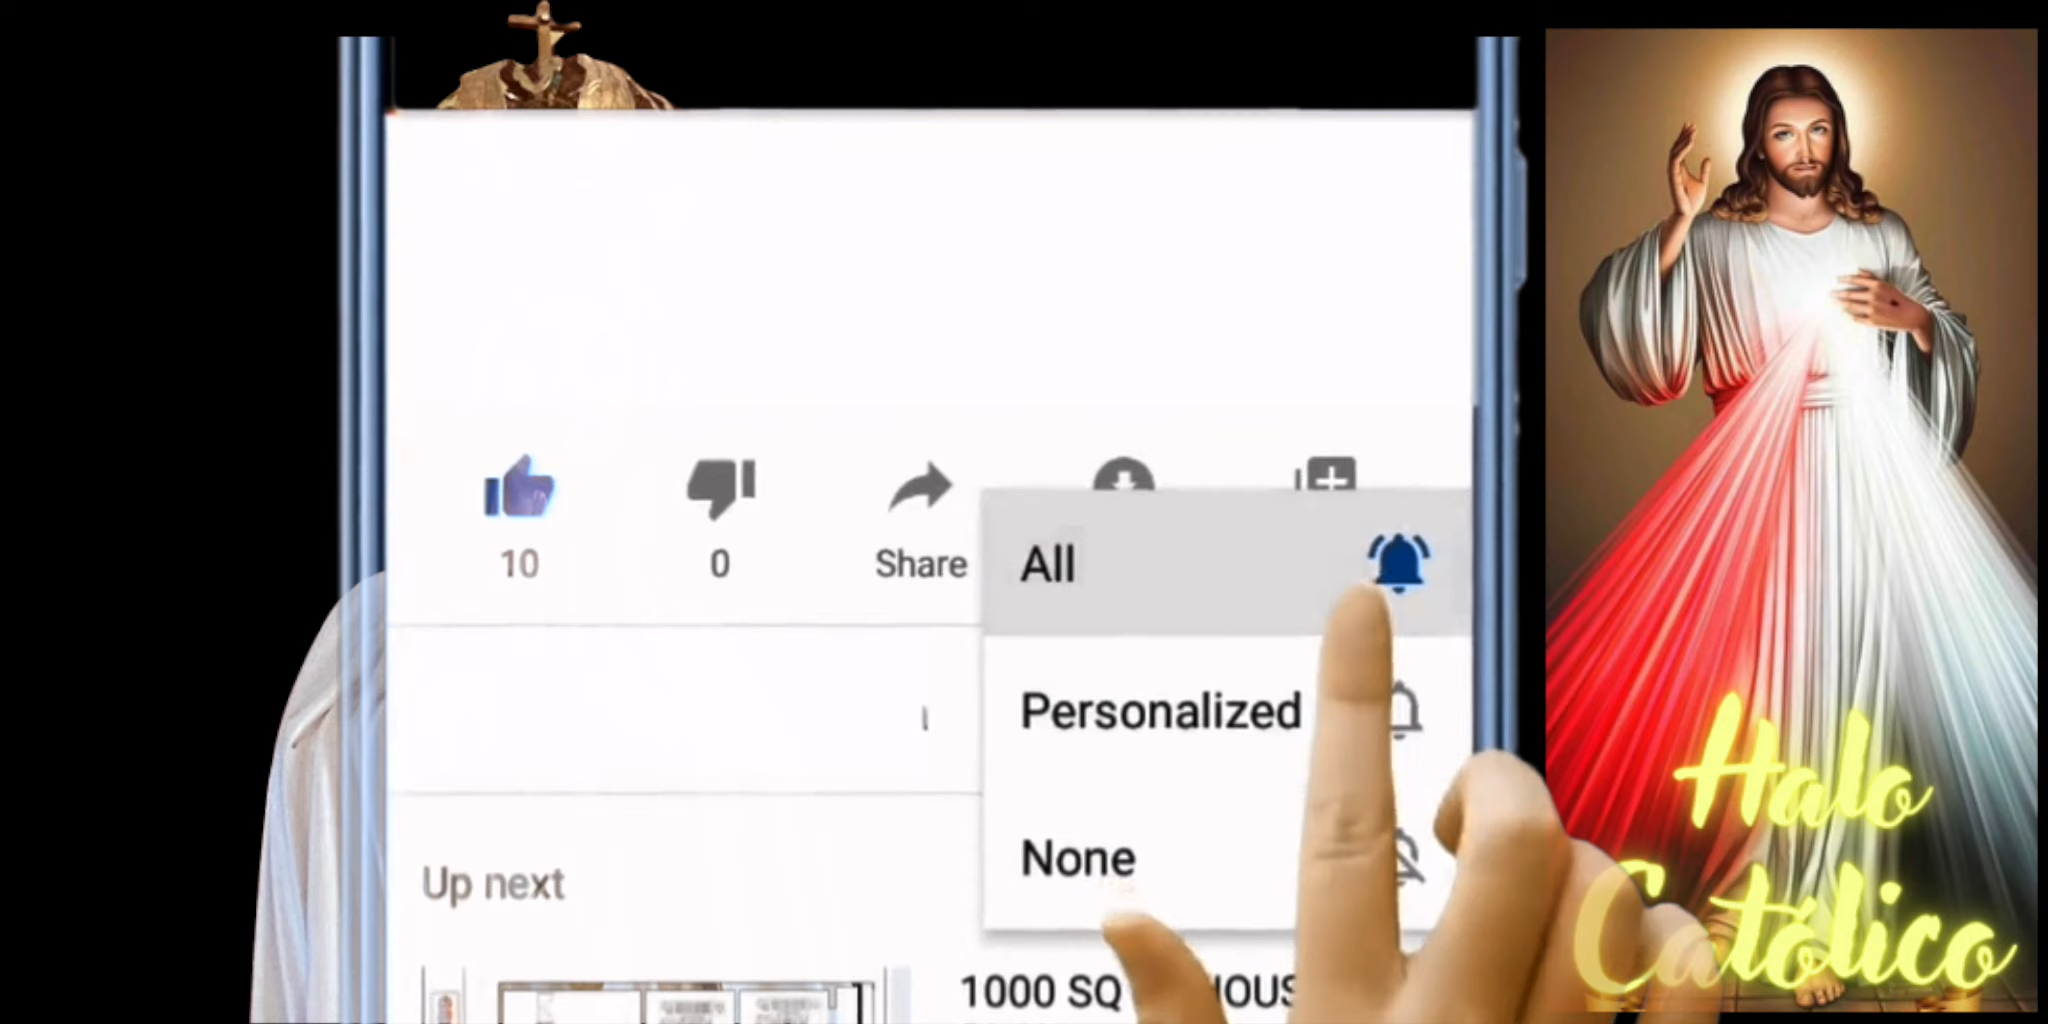 10
0
Share
All
Personalized
None
Up next
1000 SQ
Halo
Católico